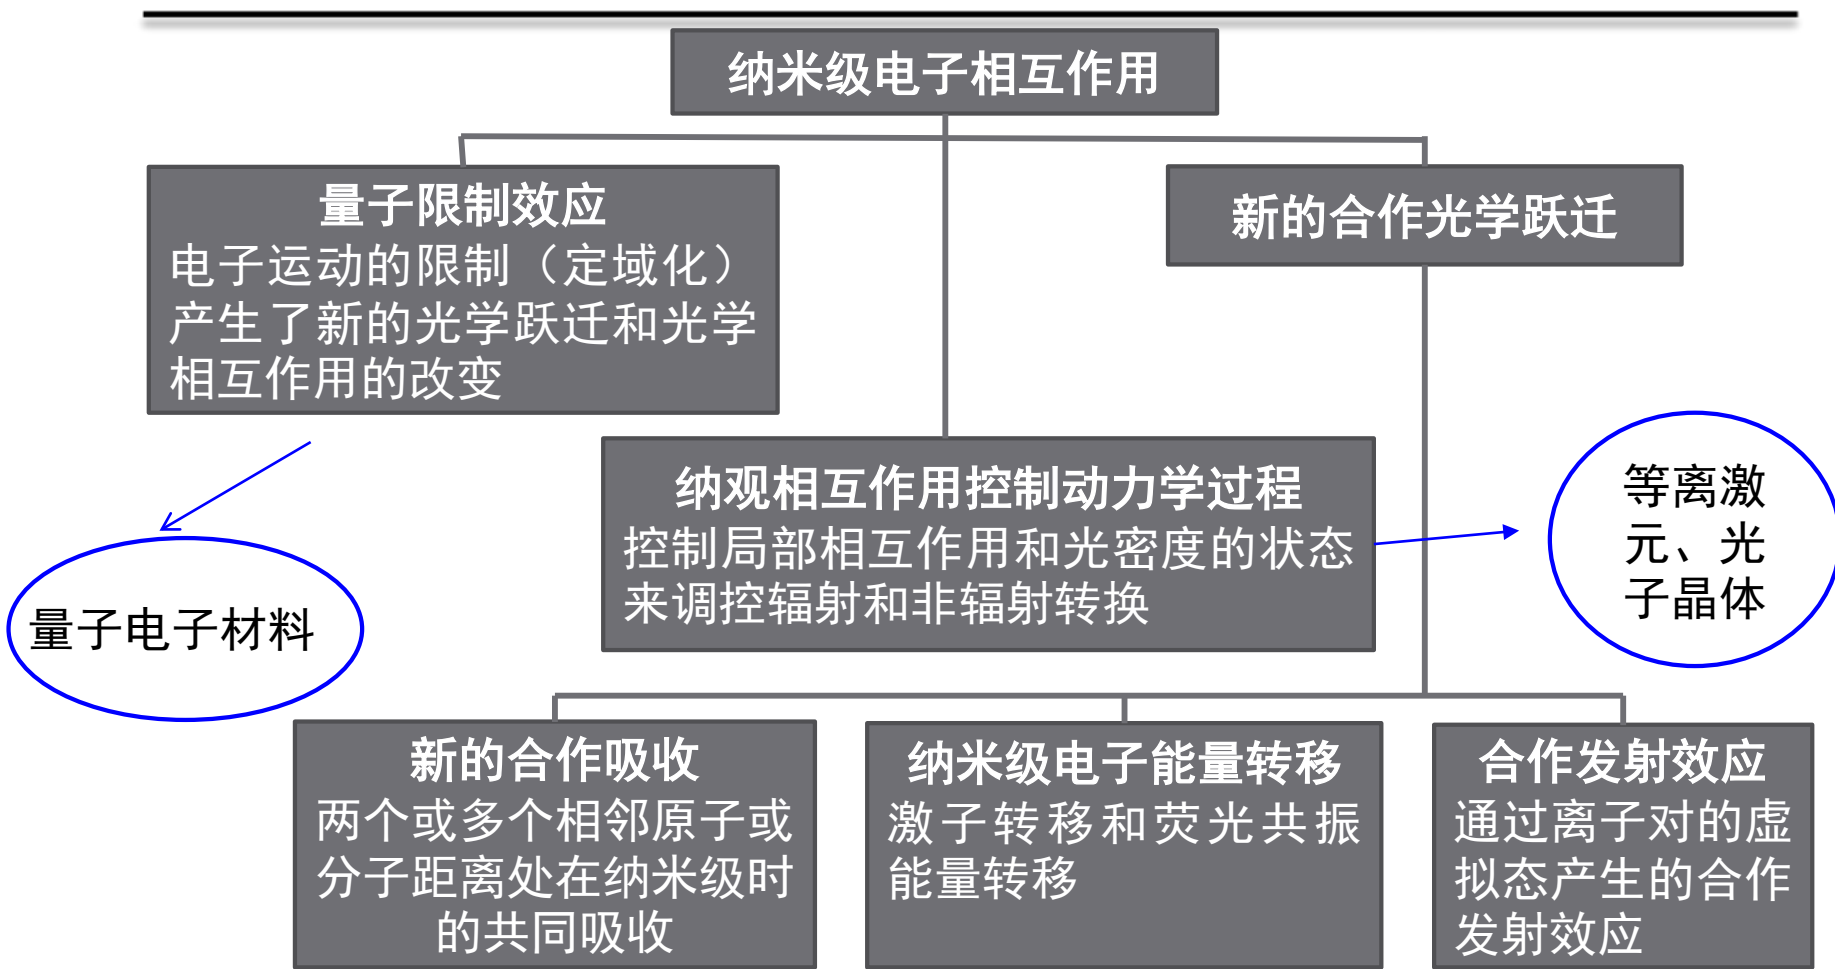 纳米级电子相互作用
量子限制效应
电子运动的限制（定域化）
产生了新的光学跃迁和光学
相互作用的改变
新的合作光学跃迁
纳观相互作用控制动力学过程
控制局部相互作用和光密度的状态
来调控辐射和非辐射转换
等离激
元、光
子晶体
量子电子材料
新的合作吸收
两个或多个相邻原子或
分子距离处在纳米级时
的共同吸收
纳米级电子能量转移
激子转移和荧光共振
能量转移
合作发射效应
通过离子对的虚
拟态产生的合作
发射效应